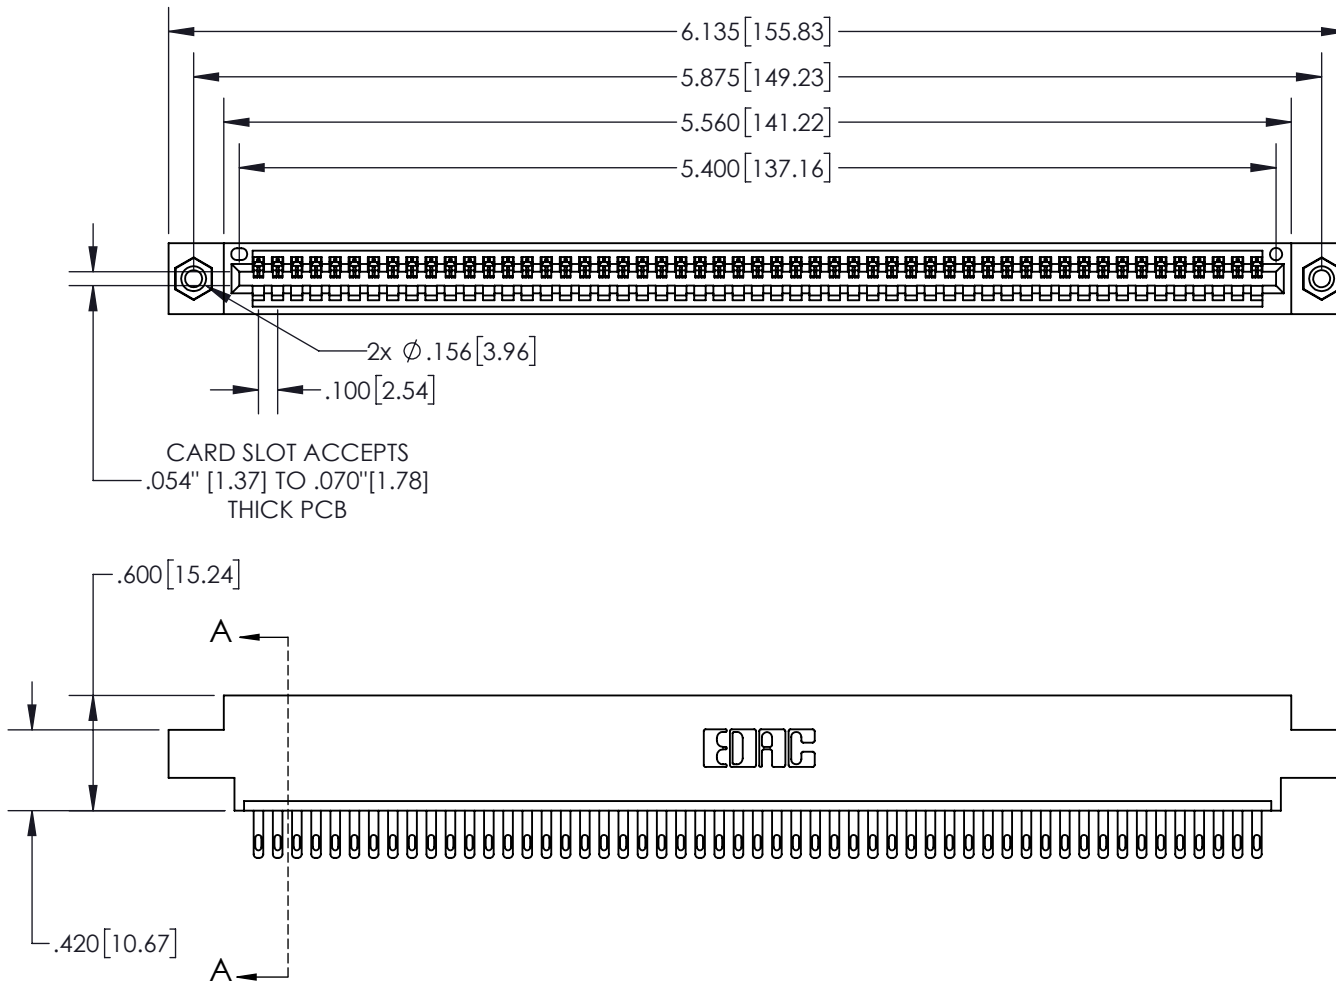 6.135[155.83]
5.875[149.23]
5.560[141.22]
5.400[137.16]
2x Ø.156[3.96]
.100[2.54]
CARD SLOT ACCEPTS
.054" [1.37] TO .070"[1.78]
THICK PCB
.600[15.24]
A
EDAC
.420[10.67]
A